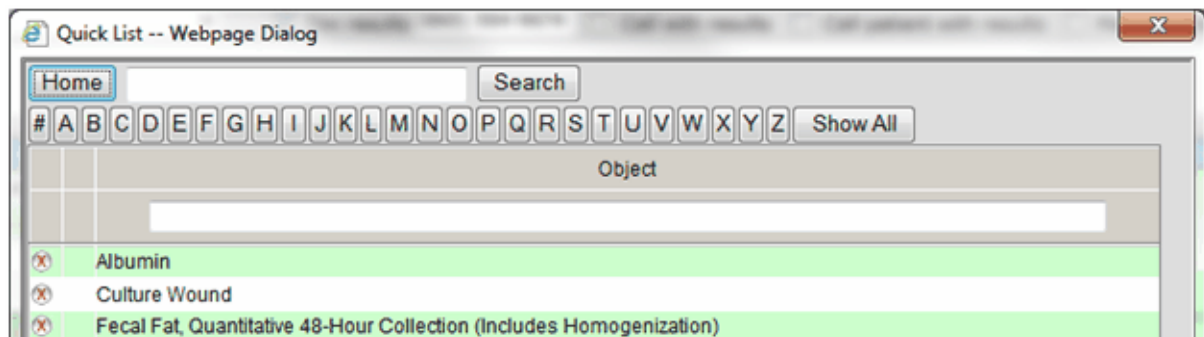 Quick List -- Webpage Dialog
Home Search
# A B C D E F G H I J K L M N O P Q R S T U V W X Y Z Show All
Object
Albumin
Culture Wound
Fecal Fat, Quantitative 48-Hour Collection (Includes Homogenization)